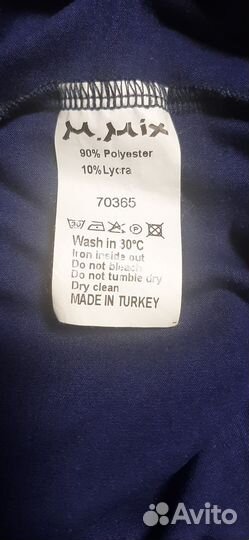 M. Mix
90% Polyester
10% Lycra
70365
Wash in 30°C
Iron inside out
Do not bleach
Do not tumble dry
Dry clean
MADE IN TURKEY
Avito